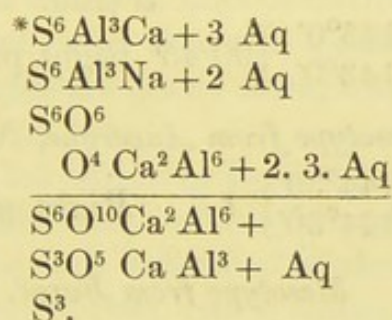 *S⁶Al³Ca + 3 Aq
S⁶Al³Na + 2 Aq
S⁶O⁶
O⁴ Ca²Al⁶ + 2. 3. Aq
S⁶O¹⁰Ca²Al⁶ +
S³O⁵ Ca Al³ + Aq
S³.